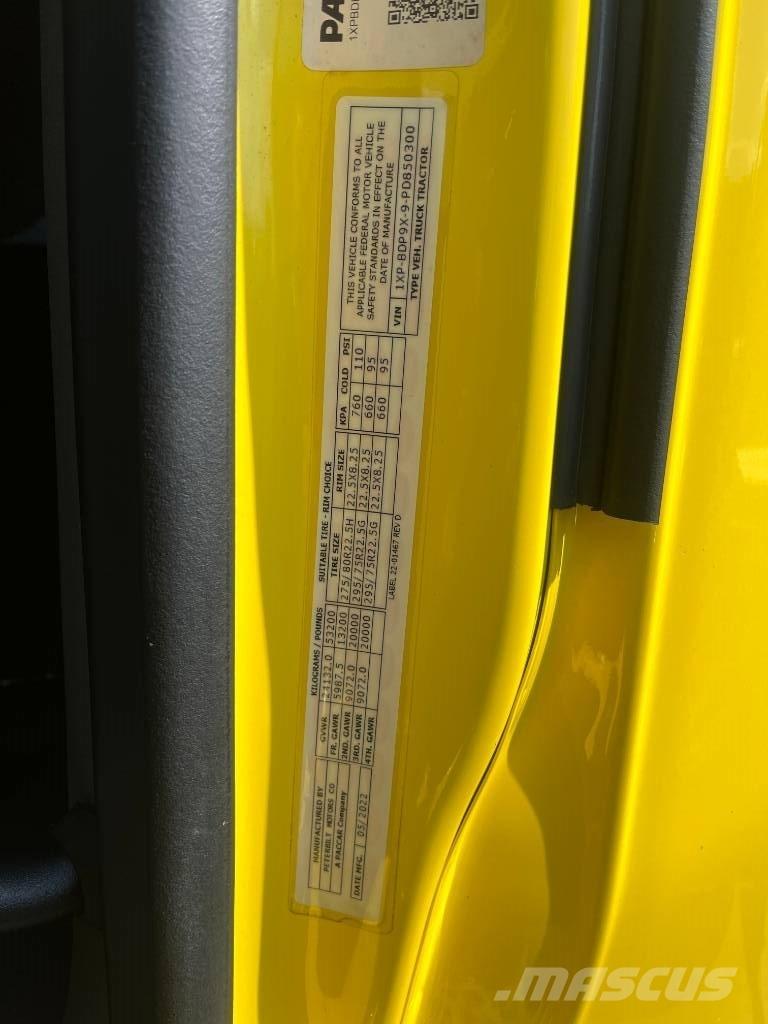 PA
1XPBD
MANUFACTURED BY
PETERBILT MOTORS CO
A PACCAR Company
DATE MFG. 05/2022
KILOGRAMS / POUNDS
GVWR 24132.0 53200
FR. GAWR 5987.5 13200
2ND. GAWR 9072.0 20000
3RD. GAWR 9072.0 20000
4TH. GAWR
SUITABLE TIRE - RIM CHOICE
TIRE SIZE RIM SIZE
275/80R22.5H 22.5X8.25
295/75R22.5G 22.5X8.25
295/75R22.5G 22.5X8.25
KPA COLD PSI
760 110
660 95
660 95
LABEL 22-01467 REV D
THIS VEHICLE CONFORMS TO ALL
APPLICABLE FEDERAL MOTOR VEHICLE
SAFETY STANDARDS IN EFFECT ON THE
DATE OF MANUFACTURE
VIN 1XP-BDP9X-9-PD850300
TYPE VEH. TRUCK TRACTOR
MASCUS